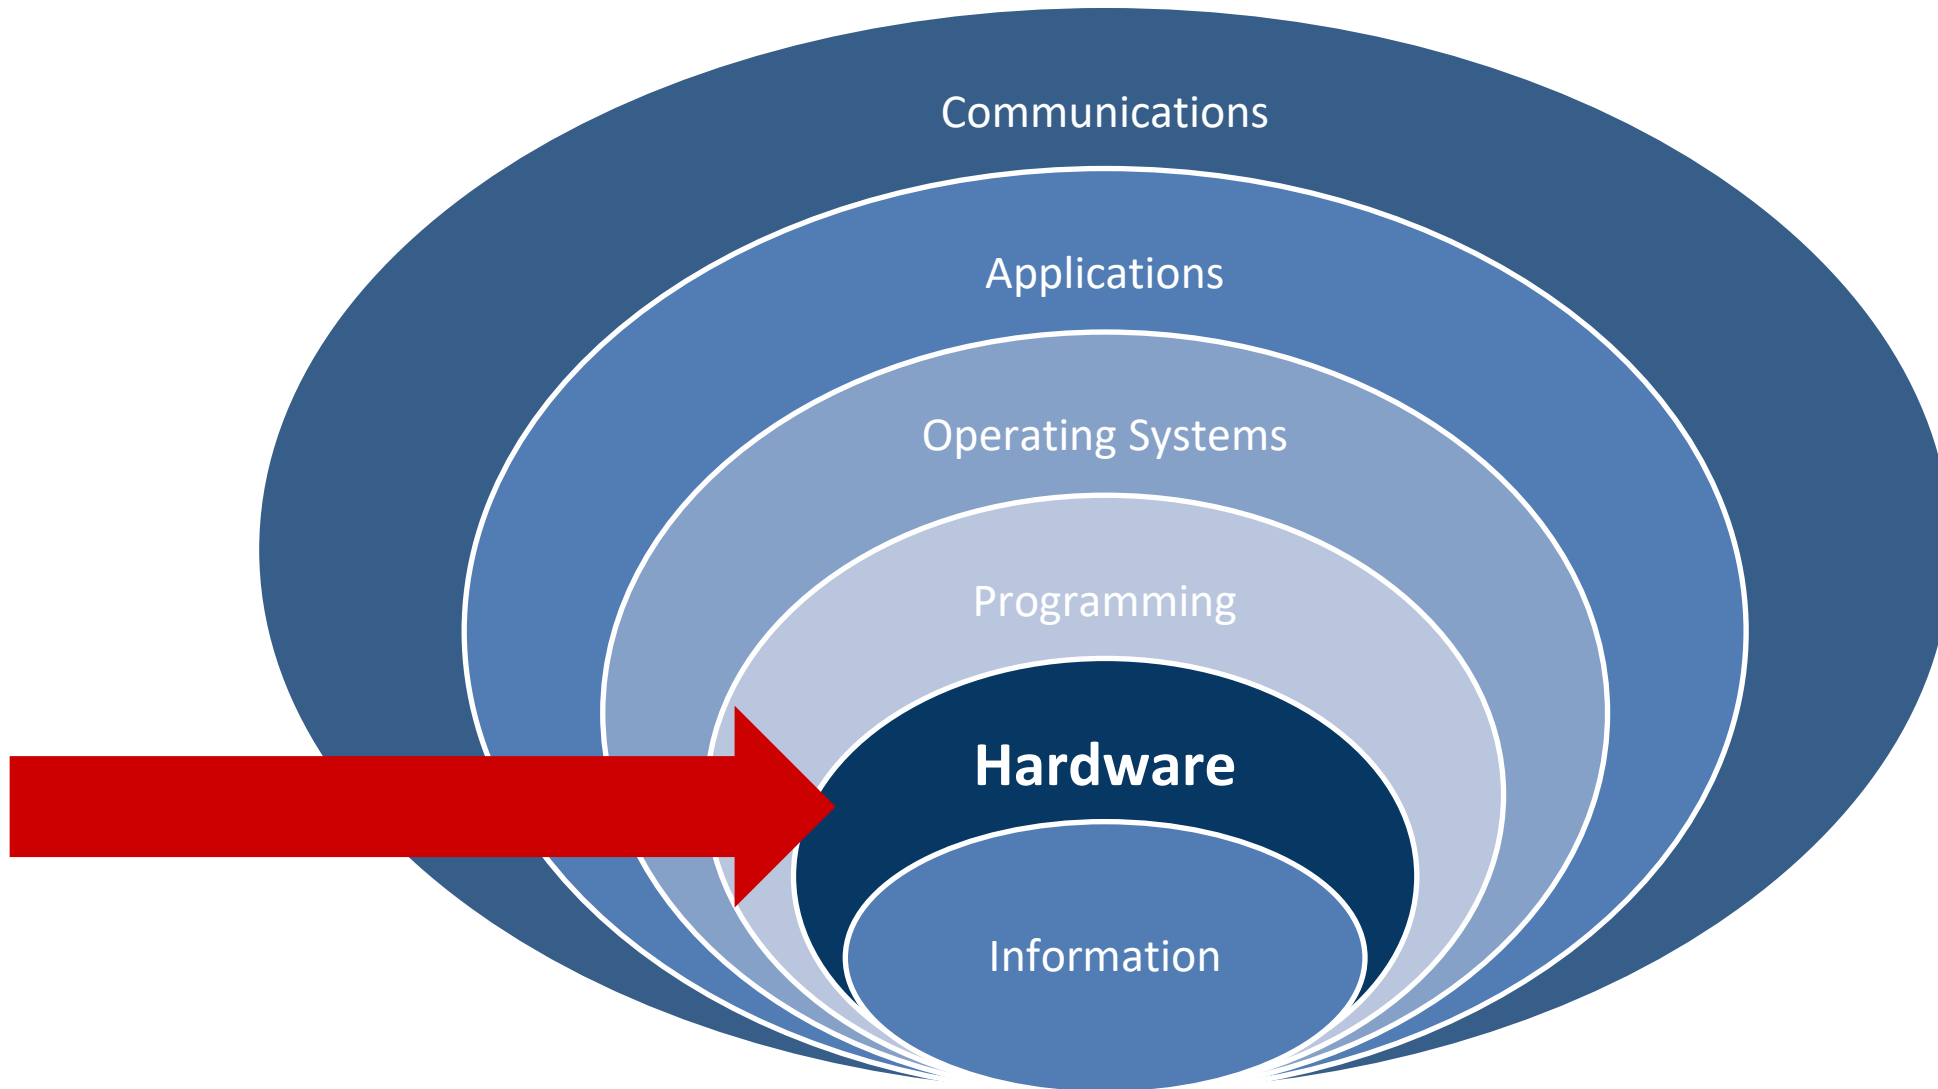 Communications
Applications
Operating Systems
Programming
Hardware
Information